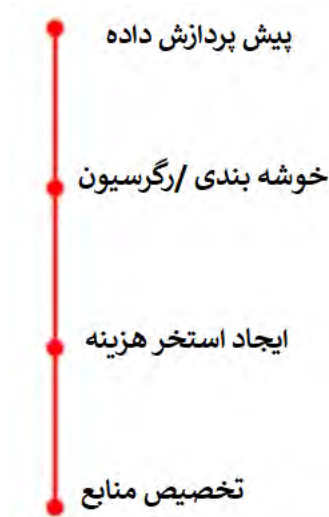 پیش پردازش داده
خوشه بندی /رگرسیون
ایجاد استخر هزینه
تخصیص منابع